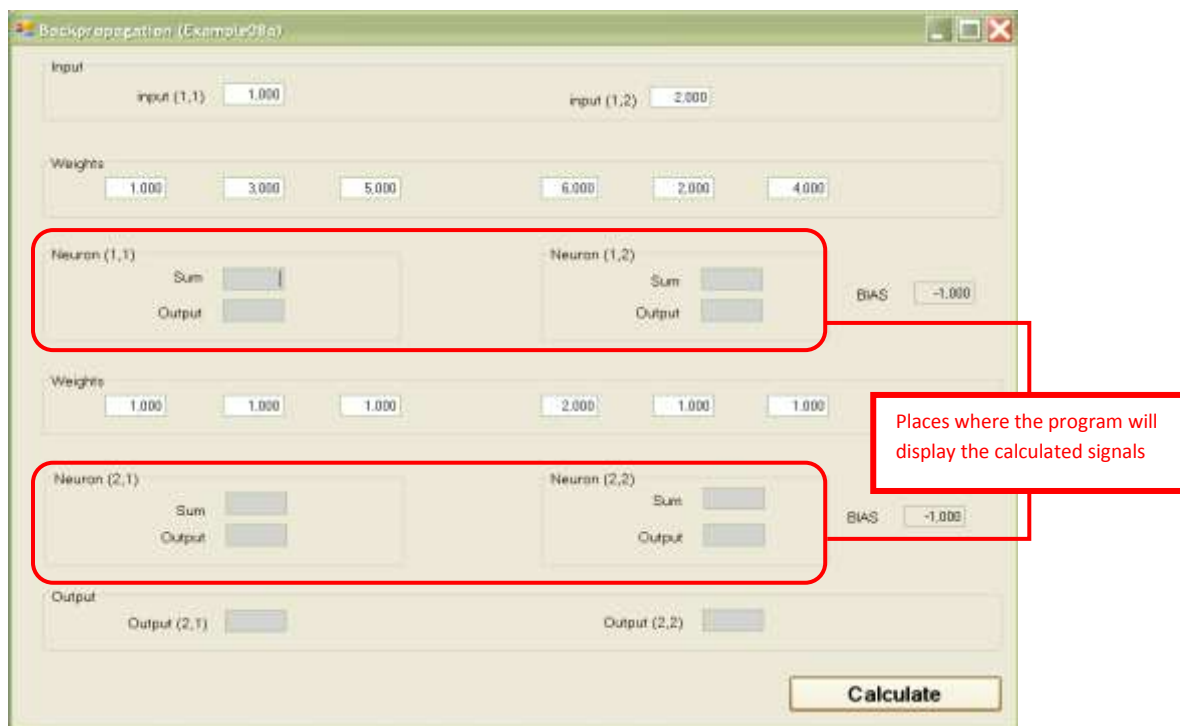 Backpropagation (Example08a)
Input
input (1,1) 1,000 input (1,2) 2,000
Weights
1,000 3,000 5,000 6,000 2,000 4,000
Neuron (1,1) Neuron (1,2)
Sum Sum
BIAS -1,000
Output Output
Weights
1,000 1,000 1,000 2,000 1,000 1,000
Places where the program will
display the calculated signals
Neuron (2,1) Neuron (2,2)
Sum Sum
BIAS -1,000
Output Output
Output
Output (2,1) Output (2,2)
Calculate